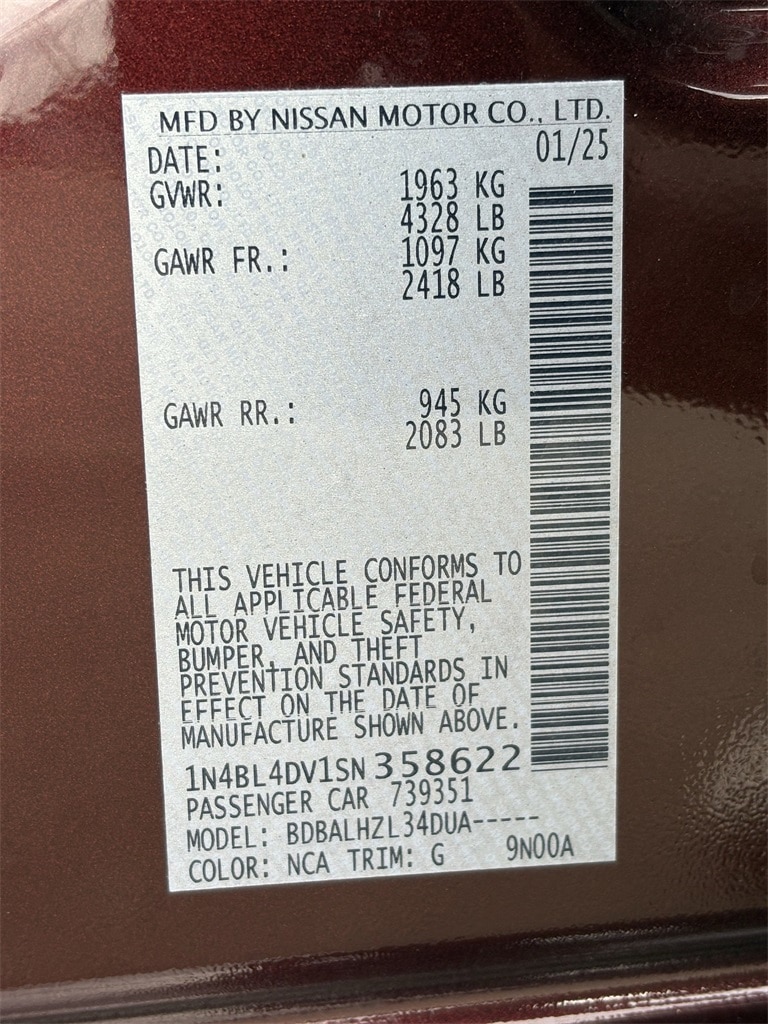 MFD BY NISSAN MOTOR CO., LTD.
DATE: 01/25
GVWR: 1963 KG
4328 LB
GAWR FR.: 1097 KG
2418 LB
GAWR RR.: 945 KG
2083 LB
THIS VEHICLE CONFORMS TO
ALL APPLICABLE FEDERAL
MOTOR VEHICLE SAFETY,
BUMPER, AND THEFT
PREVENTION STANDARDS IN
EFFECT ON THE DATE OF
MANUFACTURE SHOWN ABOVE.
1N4BL4DV1SN 358622
PASSENGER CAR 739351
MODEL: BDBALHZL34DUA-----
COLOR: NCA TRIM: G 9N00A